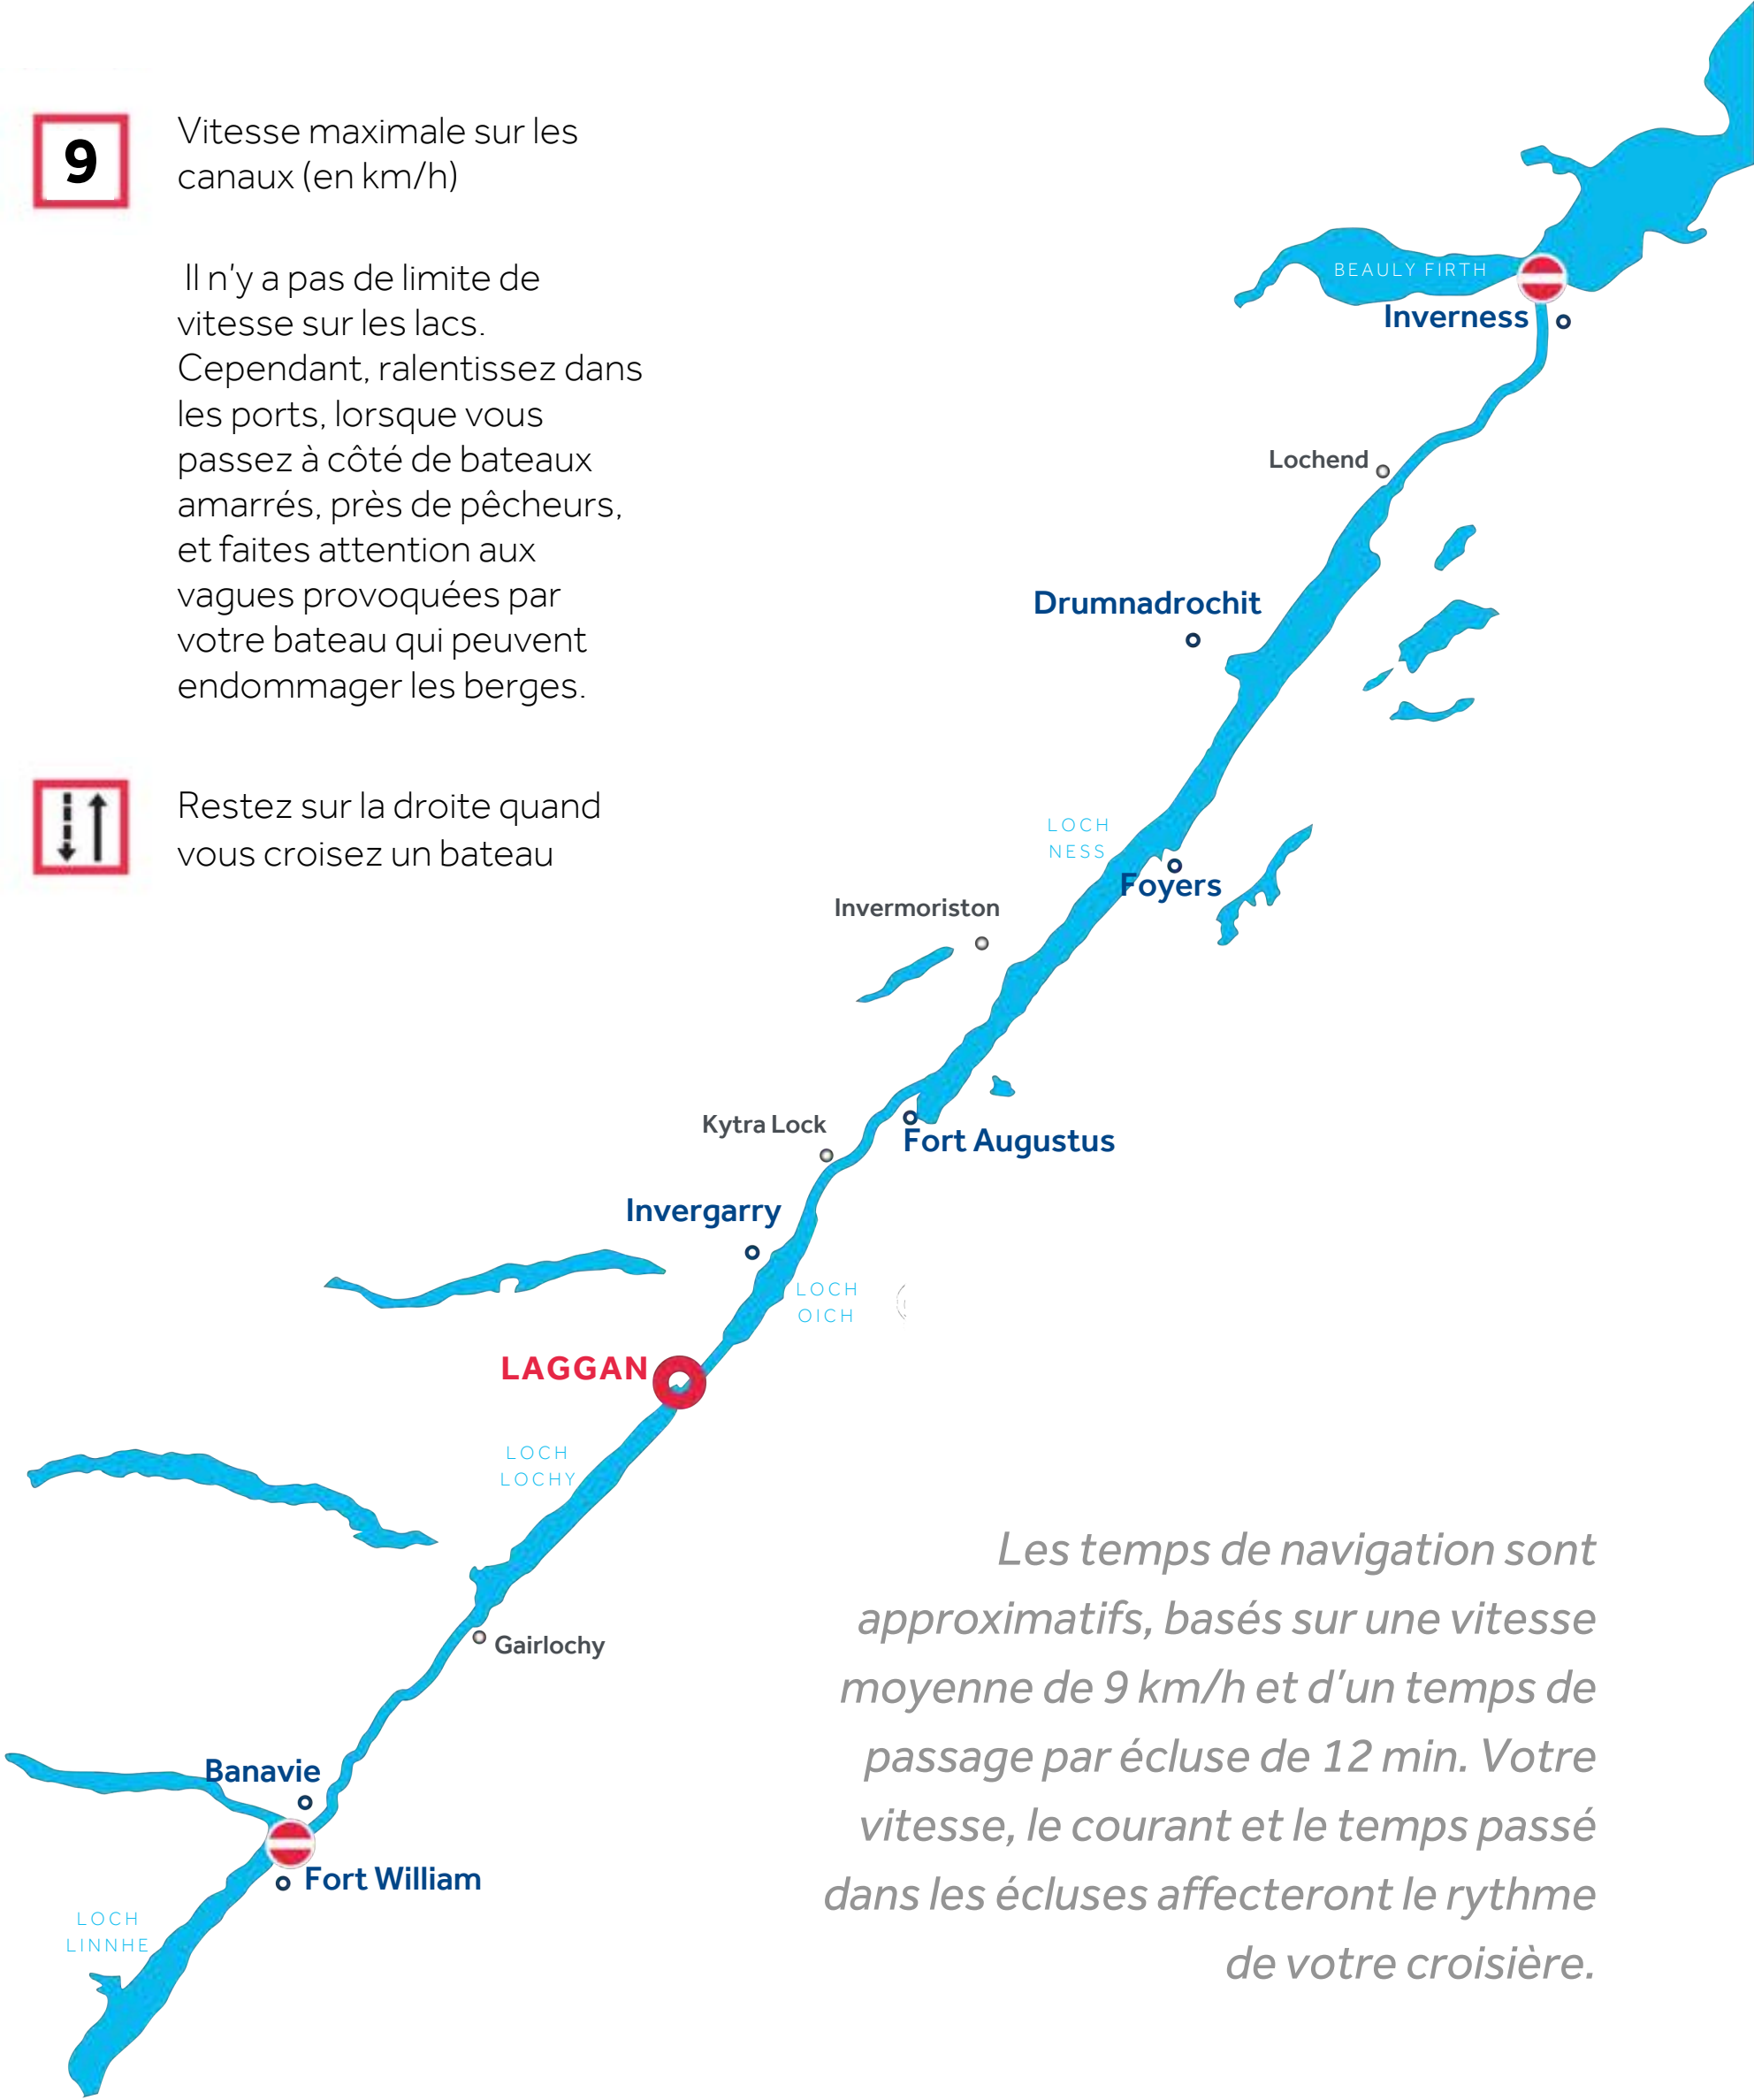 9
Vitesse maximale sur les
canaux (en km/h)
Il n'y a pas de limite de
vitesse sur les lacs.
Cependant, ralentissez dans
les ports, lorsque vous
passez à côté de bateaux
amarrés, près de pêcheurs,
et faites attention aux
vagues provoquées par
votre bateau qui peuvent
endommager les berges.
Restez sur la droite quand
vous croisez un bateau
BEAULY FIRTH
Inverness
Lochend
Drumnadrochit
LOCH
NESS
Foyers
Invermoriston
Kytra Lock
Fort Augustus
Invergarry
LOCH
OICH
LAGGAN
LOCH
LOCHY
Gairlochy
Banavie
Fort William
LOCH
LINNHE
Les temps de navigation sont
approximatifs, basés sur une vitesse
moyenne de 9 km/h et d'un temps de
passage par écluse de 12 min. Votre
vitesse, le courant et le temps passé
dans les écluses affecteront le rythme
de votre croisière.